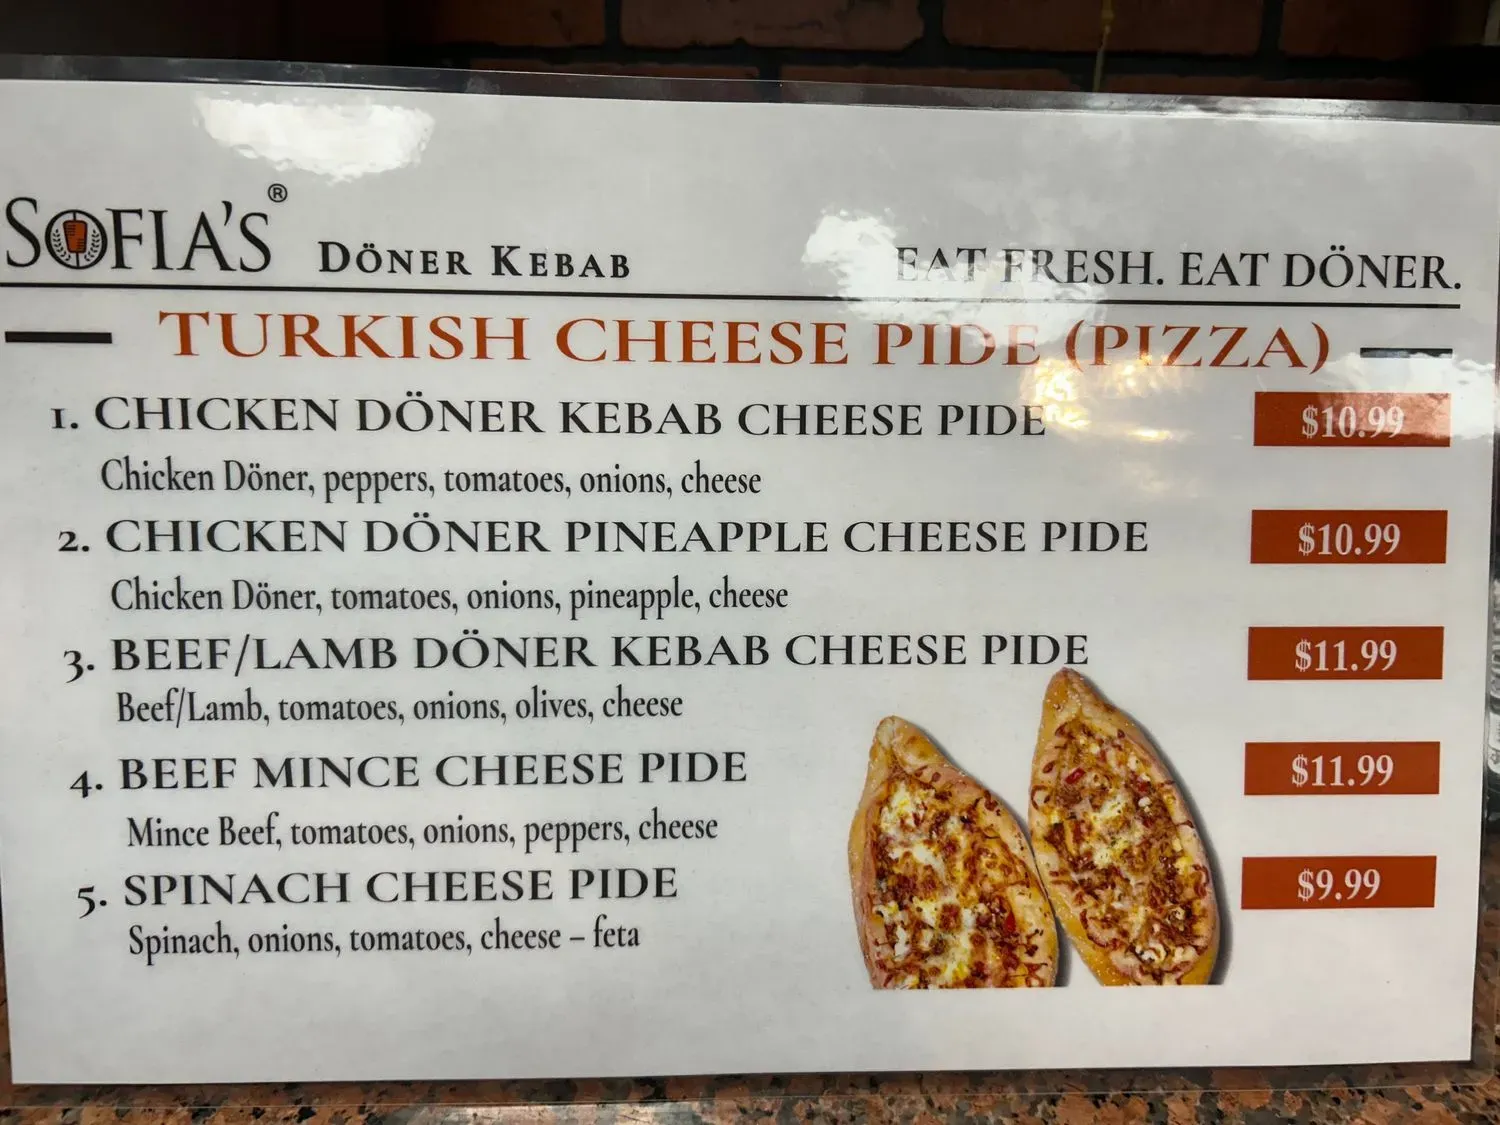 SOFIA'S® DÖNER KEBAB EAT FRESH. EAT DÖNER.
TURKISH CHEESE PIDE (PIZZA)
1. CHICKEN DÖNER KEBAB CHEESE PIDE $10.99
Chicken Döner, peppers, tomatoes, onions, cheese
2. CHICKEN DÖNER PINEAPPLE CHEESE PIDE $10.99
Chicken Döner, tomatoes, onions, pineapple, cheese
3. BEEF/LAMB DÖNER KEBAB CHEESE PIDE $11.99
Beef/Lamb, tomatoes, onions, olives, cheese
4. BEEF MINCE CHEESE PIDE $11.99
Mince Beef, tomatoes, onions, peppers, cheese
5. SPINACH CHEESE PIDE $9.99
Spinach, onions, tomatoes, cheese – feta